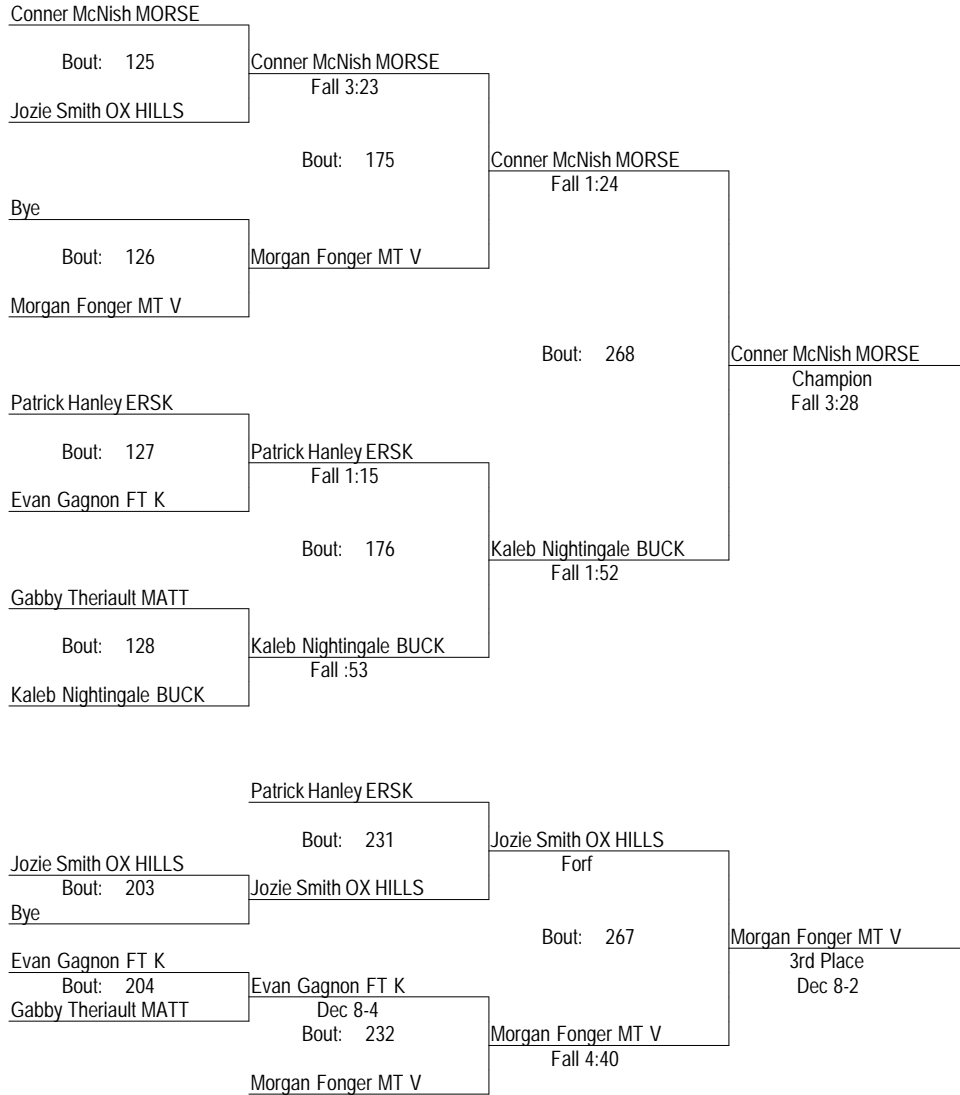 Conner McNish MORSE
Bout: 125
Conner McNish MORSE
Fall 3:23
Jozie Smith OX HILLS
Bout: 175
Conner McNish MORSE
Fall 1:24
Bye
Bout: 126
Morgan Fonger MT V
Morgan Fonger MT V
Bout: 268
Conner McNish MORSE
Champion
Fall 3:28
Patrick Hanley ERSK
Bout: 127
Patrick Hanley ERSK
Fall 1:15
Evan Gagnon FT K
Bout: 176
Kaleb Nightingale BUCK
Fall 1:52
Gabby Theriault MATT
Bout: 128
Kaleb Nightingale BUCK
Fall :53
Kaleb Nightingale BUCK
Patrick Hanley ERSK
Bout: 231
Jozie Smith OX HILLS
Forf
Jozie Smith OX HILLS
Bout: 203
Jozie Smith OX HILLS
Bye
Bout: 267
Morgan Fonger MT V
3rd Place
Dec 8-2
Evan Gagnon FT K
Bout: 204
Evan Gagnon FT K
Dec 8-4
Gabby Theriault MATT
Bout: 232
Morgan Fonger MT V
Fall 4:40
Morgan Fonger MT V